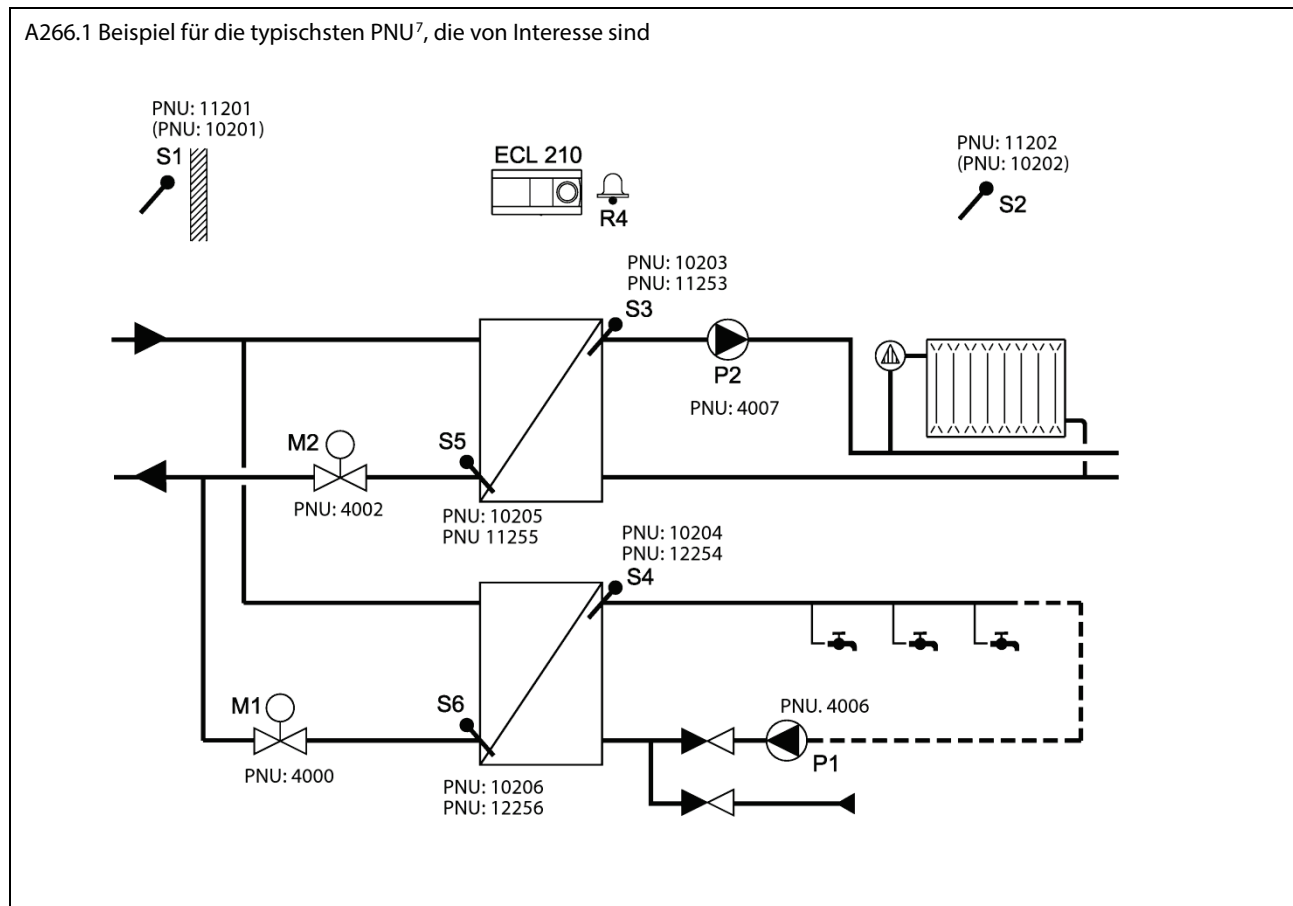 A266.1 Beispiel für die typischsten PNU⁷, die von Interesse sind
PNU: 11201
(PNU: 10201)
S1
ECL 210
R4
PNU: 11202
(PNU: 10202)
S2
PNU: 10203
PNU: 11253
S3
P2
PNU: 4007
M2
S5
PNU: 4002
PNU: 10205
PNU 11255
PNU: 10204
PNU: 12254
S4
M1
S6
PNU. 4006
P1
PNU: 4000
PNU: 10206
PNU: 12256